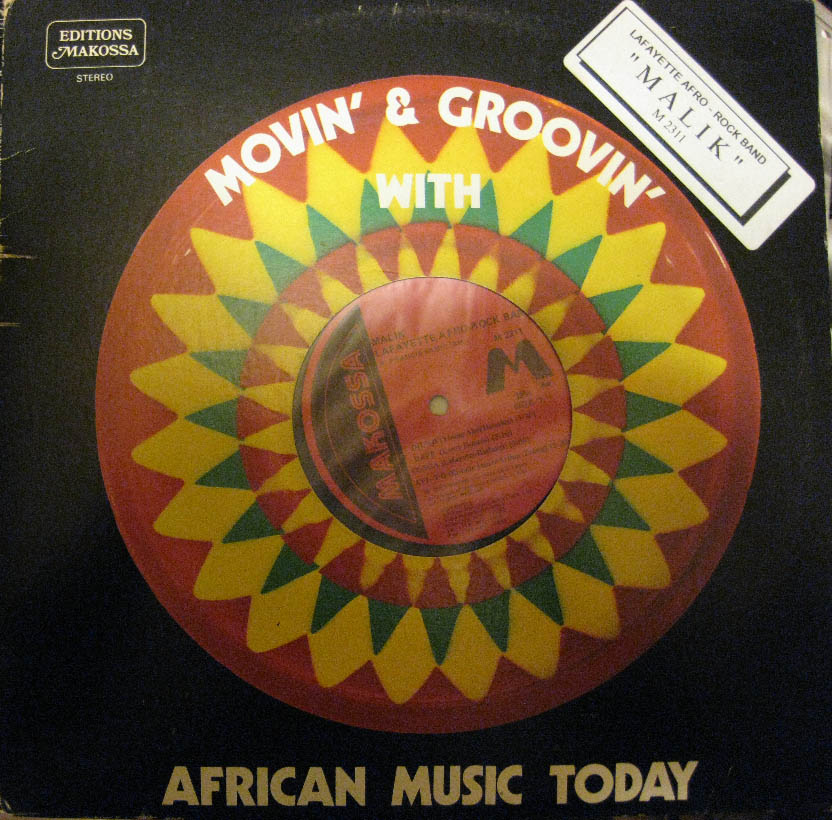 EDITIONS
MAKOSSA
STEREO
LAFAYETTE AFRO - ROCK BAND
"MALIK"
M 2311
MOVIN' & GROOVIN'
WITH
MALIK
LAFAYETTE AFRO ROCK BAND
M 2311
M
MAKOSSA
AFRICAN MUSIC TODAY